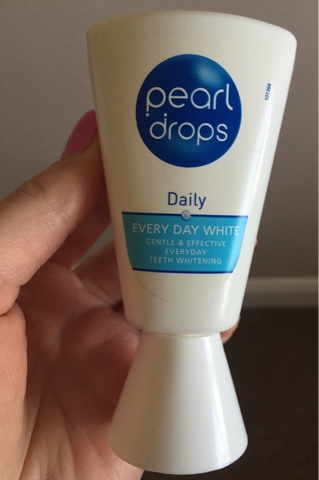 pearl
drops
Daily
EVERY DAY WHITE
GENTLE & EFFECTIVE
EVERYDAY
TEETH WHITENING